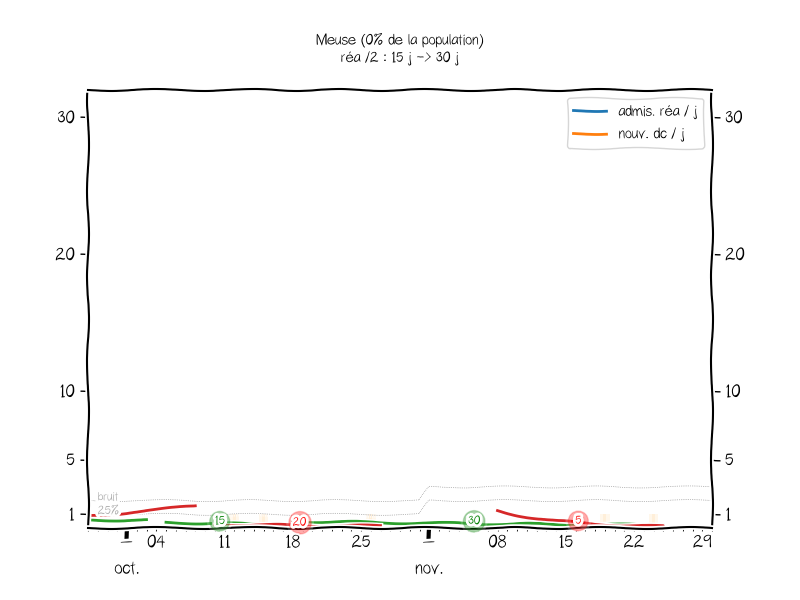 Meuse (0% de la population)
réa /2 : 15 j -> 30 j
admis. réa / j
nouv. dc / j
30 30
20 20
10 10
5 5
bruit
25%
1 1
15 20 30 5
04 11 18 25 08 15 22 29
oct. nov.